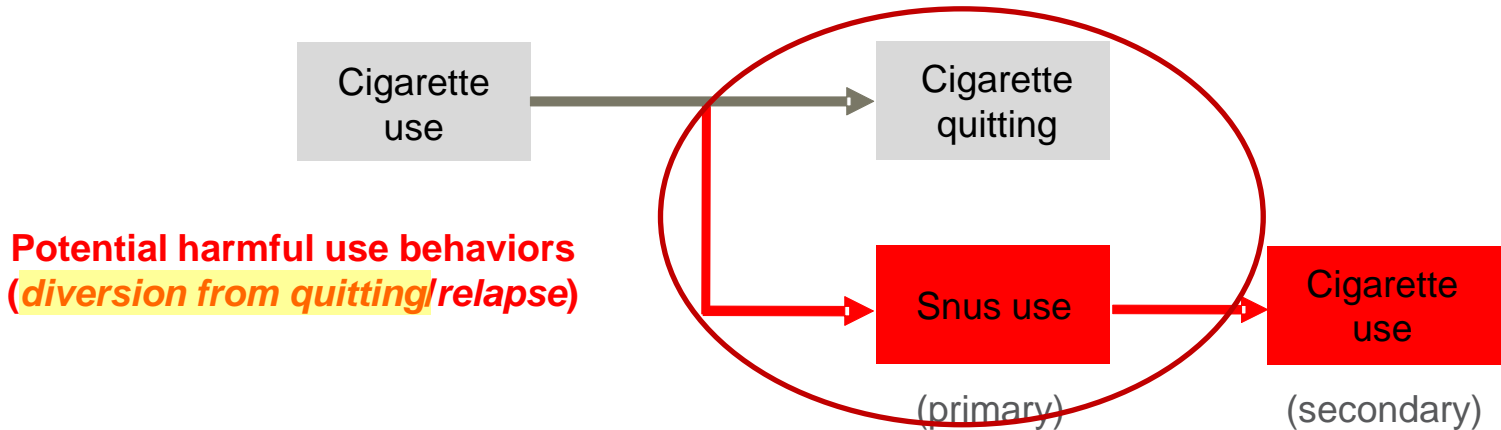 Cigarette
use
Cigarette
quitting
Potential harmful use behaviors
(diversion from quitting/relapse)
Snus use
Cigarette
use
(primary)
(secondary)